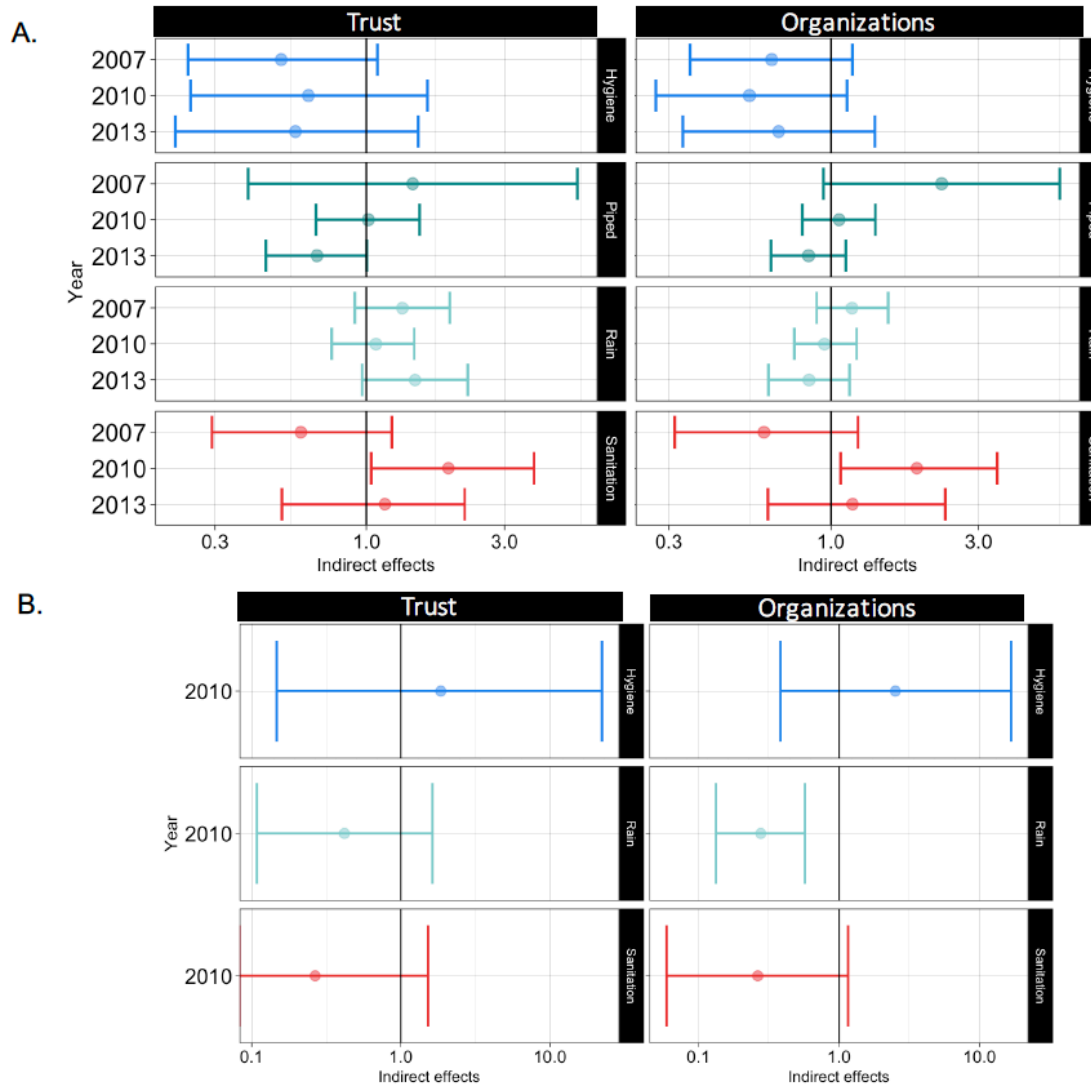 A.
Trust
Organizations
2007
2010
2013
Hygiene
2007
2010
2013
Piped
2007
2010
2013
Rain
2007
2010
2013
Sanitation
Year
0.3 1.0 3.0
0.3 1.0 3.0
Indirect effects
Indirect effects
B.
Trust
Organizations
2010
Hygiene
Hygiene
2010
Rain
Rain
2010
Sanitation
Sanitation
Year
0.1 1.0 10.0
0.1 1.0 10.0
Indirect effects
Indirect effects